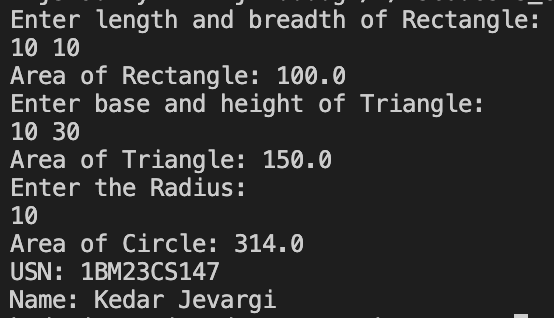 Enter length and breadth of Rectangle:
10 10
Area of Rectangle: 100.0
Enter base and height of Triangle:
10 30
Area of Triangle: 150.0
Enter the Radius:
10
Area of Circle: 314.0
USN: 1BM23CS147
Name: Kedar Jevargi